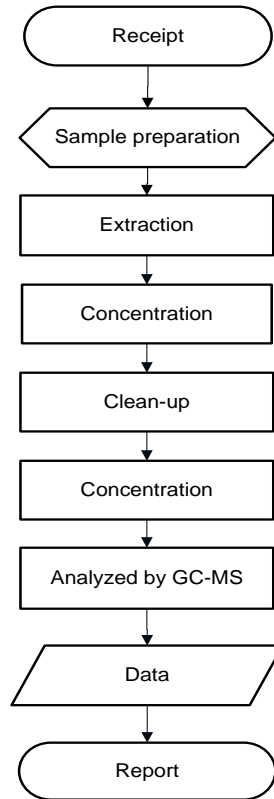 Receipt
Sample preparation
Extraction
Concentration
Clean-up
Concentration
Analyzed by GC-MS
Data
Report